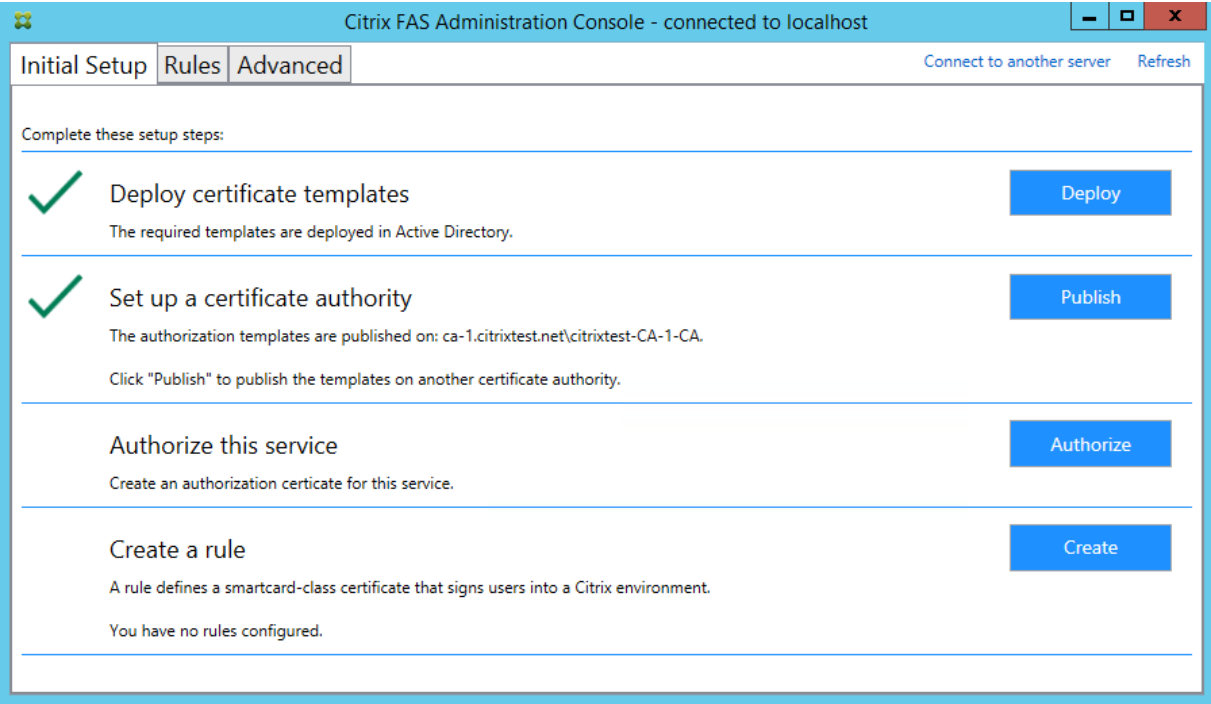 Citrix FAS Administration Console - connected to localhost
Initial Setup Rules Advanced Connect to another server Refresh
Complete these setup steps:
Deploy certificate templates Deploy
The required templates are deployed in Active Directory.
Set up a certificate authority Publish
The authorization templates are published on: ca-1.citrixtest.net\citrixtest-CA-1-CA.
Click "Publish" to publish the templates on another certificate authority.
Authorize this service Authorize
Create an authorization certicate for this service.
Create a rule Create
A rule defines a smartcard-class certificate that signs users into a Citrix environment.
You have no rules configured.